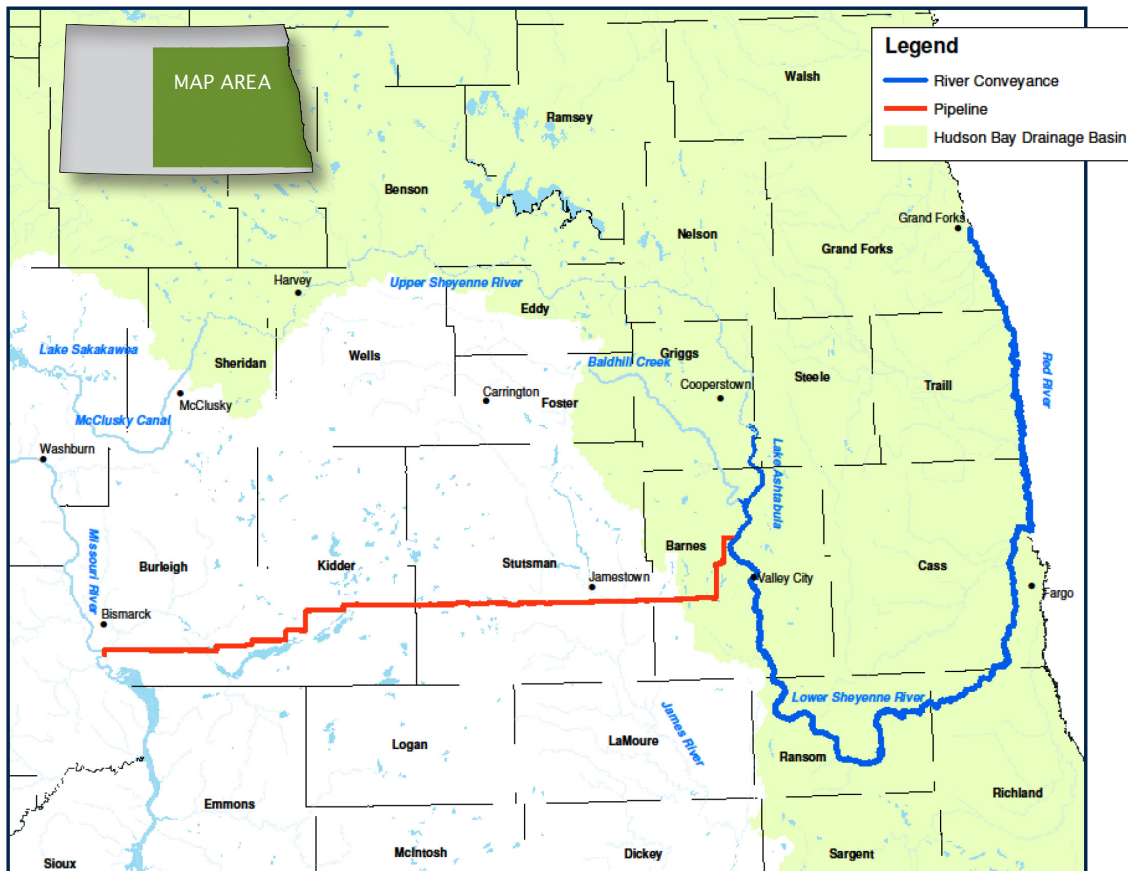 MAP AREA
Legend
River Conveyance
Pipeline
Hudson Bay Drainage Basin
Walsh
Ramsey
Benson
Grand Forks
Nelson
Grand Forks
Harvey
Upper Sheyenne River
Eddy
Lake Sakakawea
Sheridan
Wells
Baldhill Creek
Griggs
Cooperstown
Steele
Traill
Red River
McClusky
Carrington
Foster
McClusky Canal
Washburn
Lake Ashtabula
Missouri River
Burleigh
Kidder
Stutsman
Barnes
Cass
Jamestown
Valley City
Fargo
Bismarck
Lower Sheyenne River
James River
Logan
LaMoure
Ransom
Emmons
Richland
McIntosh
Dickey
Sargent
Sioux